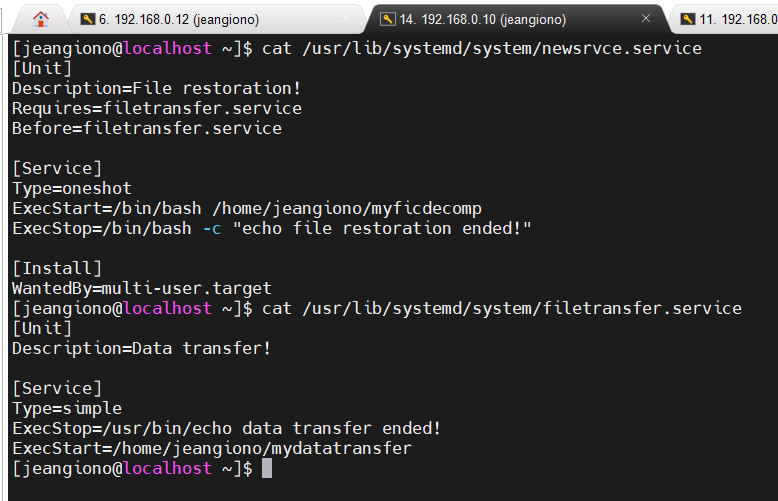 6. 192.168.0.12 (jeangiono)
14. 192.168.0.10 (jeangiono)
11. 192.168.0
[jeangiono@localhost ~]$ cat /usr/lib/systemd/system/newsrvce.service
[Unit]
Description=File restoration!
Requires=filetransfer.service
Before=filetransfer.service
[Service]
Type=oneshot
ExecStart=/bin/bash /home/jeangiono/myficdecomp
ExecStop=/bin/bash -c "echo file restoration ended!"
[Install]
WantedBy=multi-user.target
[jeangiono@localhost ~]$ cat /usr/lib/systemd/system/filetransfer.service
[Unit]
Description=Data transfer!
[Service]
Type=simple
ExecStop=/usr/bin/echo data transfer ended!
ExecStart=/home/jeangiono/mydatatransfer
[jeangiono@localhost ~]$